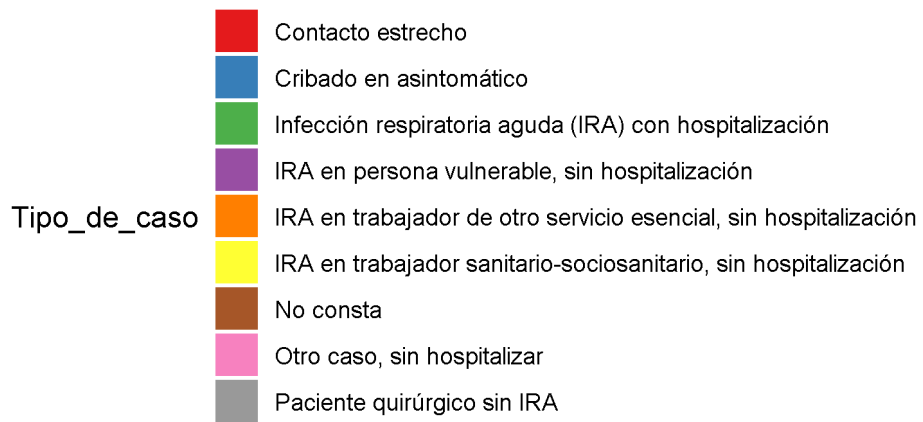 Contacto estrecho
Cribado en asintomático
Infección respiratoria aguda (IRA) con hospitalización
IRA en persona vulnerable, sin hospitalización
Tipo_de_caso
IRA en trabajador de otro servicio esencial, sin hospitalización
IRA en trabajador sanitario-sociosanitario, sin hospitalización
No consta
Otro caso, sin hospitalizar
Paciente quirúrgico sin IRA